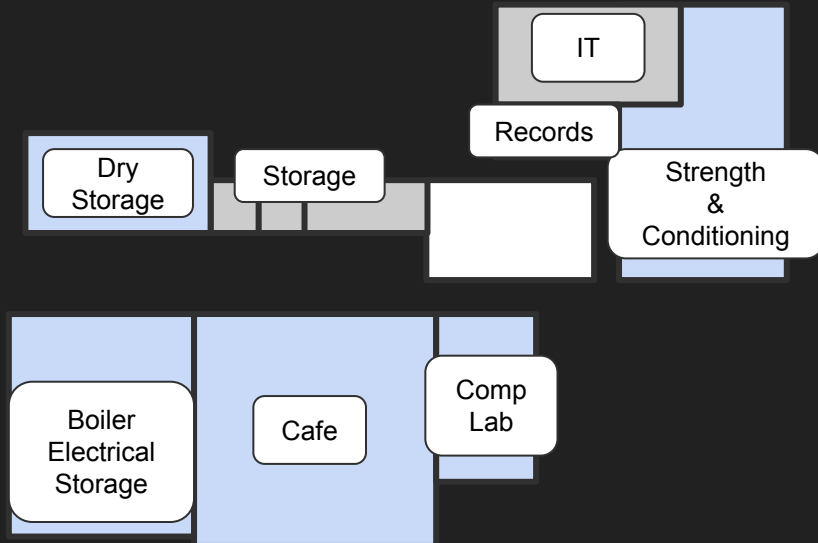 IT
Records
Dry
Storage
Storage
Strength
&
Conditioning
Boiler
Electrical
Storage
Cafe
Comp
Lab